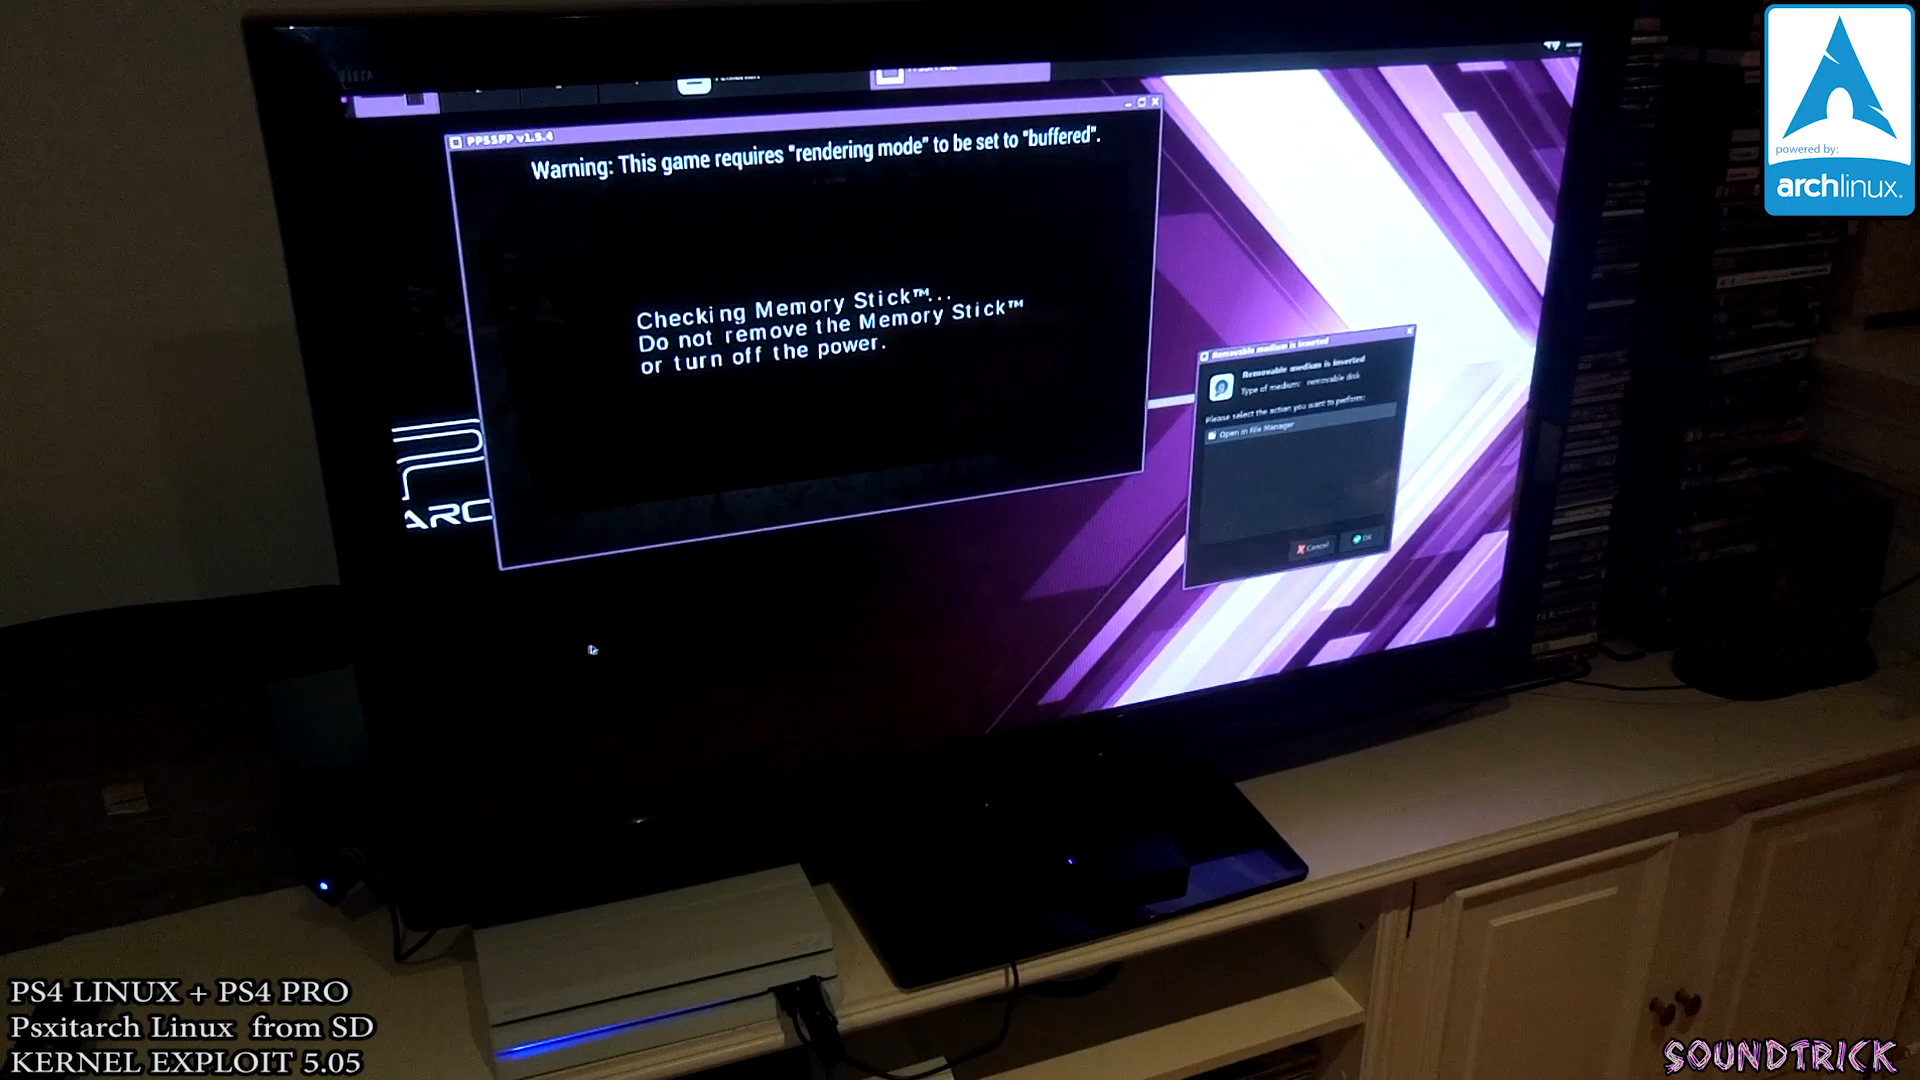 powered by:
archlinux.
PPSSPP v1.5.4
Warning: This game requires "rendering mode" to be set to "buffered".
Checking Memory Stick™...
Do not remove the Memory Stick™
or turn off the power.
Removable medium is inserted
Removable medium is inserted
Type of medium: removable disk
Please select the action you want to perform:
Open in File Manager
Cancel
OK
ARC
PS4 LINUX + PS4 PRO
Psxitarch Linux from SD
KERNEL EXPLOIT 5.05
SOUNDTRICK